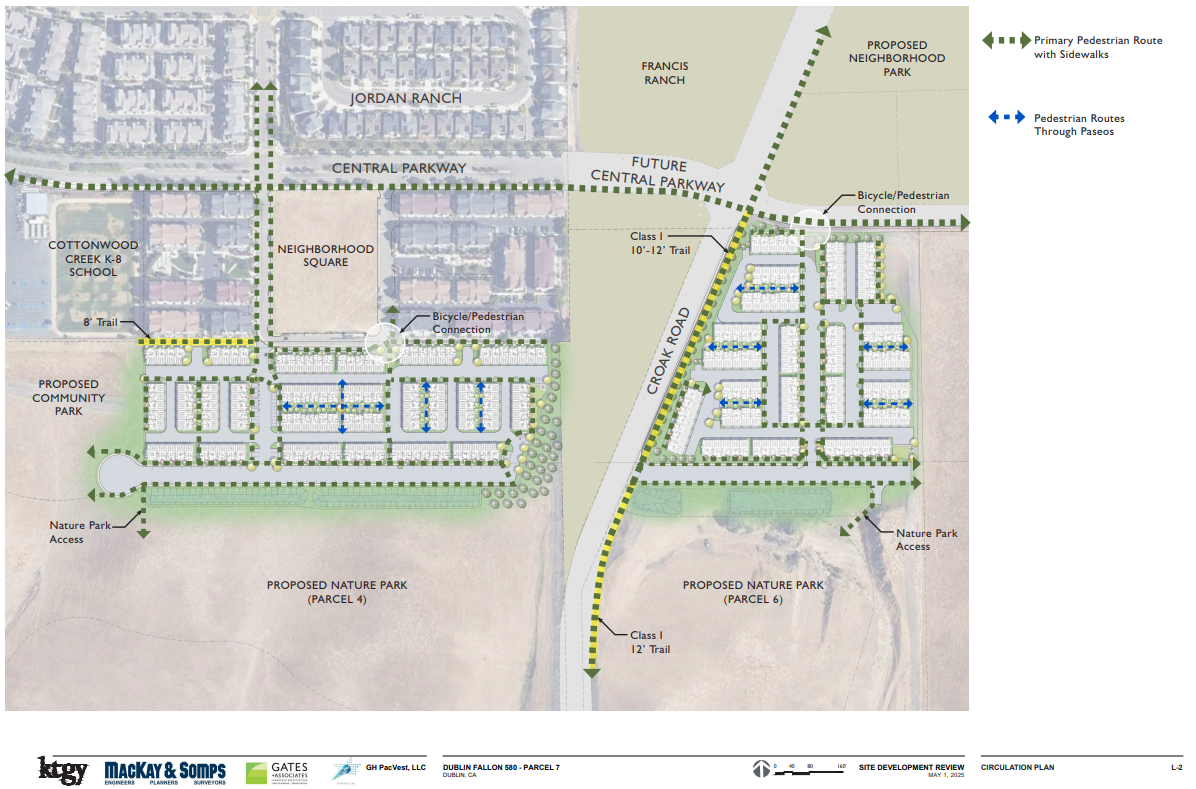 JORDAN RANCH
FRANCIS
RANCH
PROPOSED
NEIGHBORHOOD
PARK
Primary Pedestrian Route
with Sidewalks
Pedestrian Routes
Through Paseos
CENTRAL PARKWAY
FUTURE
CENTRAL PARKWAY
Bicycle/Pedestrian
Connection
COTTONWOOD
CREEK K-8
SCHOOL
NEIGHBORHOOD
SQUARE
Class I
10'-12' Trail
8' Trail
Bicycle/Pedestrian
Connection
CROAK ROAD
PROPOSED
COMMUNITY
PARK
Nature Park
Access
Nature Park
Access
PROPOSED NATURE PARK
(PARCEL 4)
PROPOSED NATURE PARK
(PARCEL 6)
Class I
12' Trail
ktgy
MACKAY & SOMPS
ENGINEERS PLANNERS SURVEYORS
GATES
+ASSOCIATES
GH PacVest, LLC
DUBLIN FALLON 580 - PARCEL 7
DUBLIN, CA
0 40 80 160'
SITE DEVELOPMENT REVIEW
MAY 1, 2025
CIRCULATION PLAN
L-2